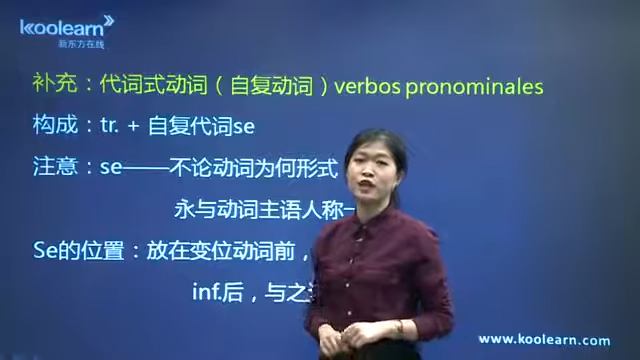 koolearn
新东方在线
补充：代词式动词（自复动词）verbos pronominales
构成：tr. + 自复代词se
注意：se——不论动词为何形式
永与动词主语人称一
Se的位置：放在变位动词前，
inf.后，与之
www.koolearn.com